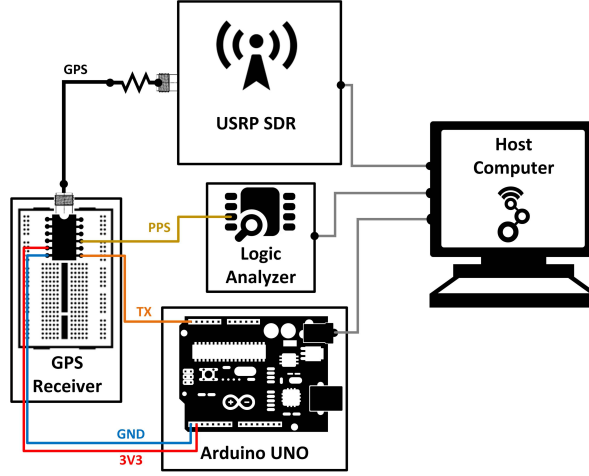 GPS
USRP SDR
Host
Computer
PPS
Logic
Analyzer
TX
GPS
Receiver
GND
3V3
Arduino UNO